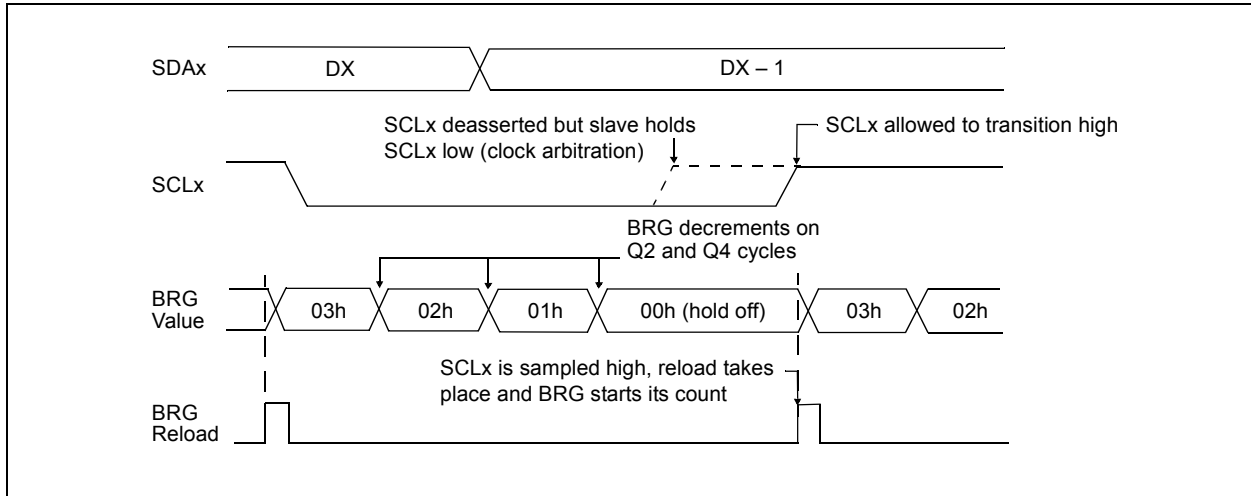 SDAx
DX
DX – 1
SCLx deasserted but slave holds
SCLx low (clock arbitration)
SCLx allowed to transition high
SCLx
BRG decrements on
Q2 and Q4 cycles
BRG
Value
03h
02h
01h
00h (hold off)
03h
02h
SCLx is sampled high, reload takes
place and BRG starts its count
BRG
Reload